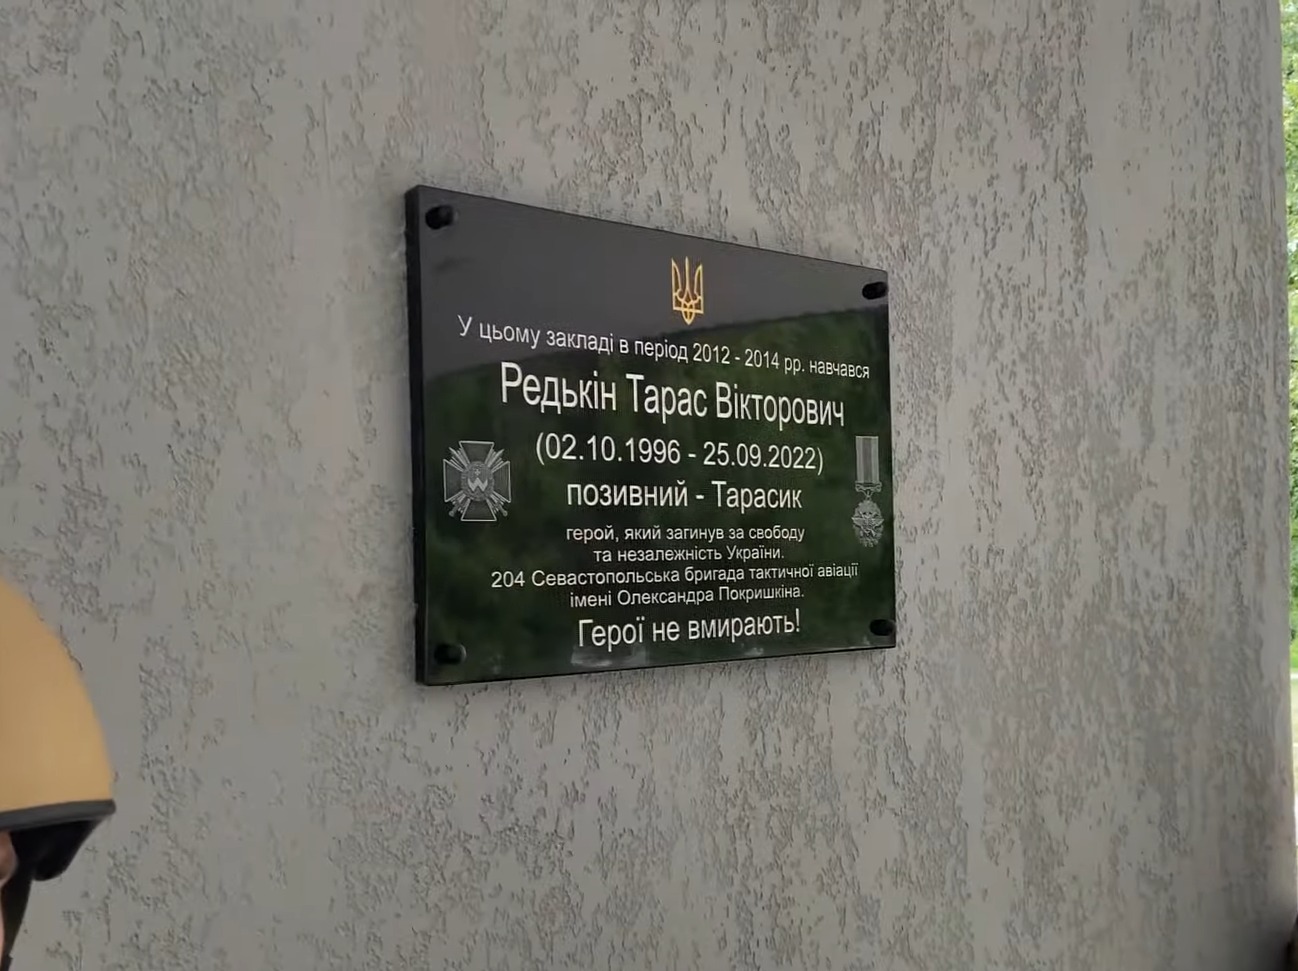 У цьому закладі в період 2012 - 2014 рр. навчався
Редькін Тарас Вікторович
(02.10.1996 - 25.09.2022)
позивний - Тарасик
герой, який загинув за свободу
та незалежність України.
204 Севастопольська бригада тактичної авіації
імені Олександра Покришкіна.
Герої не вмирають!